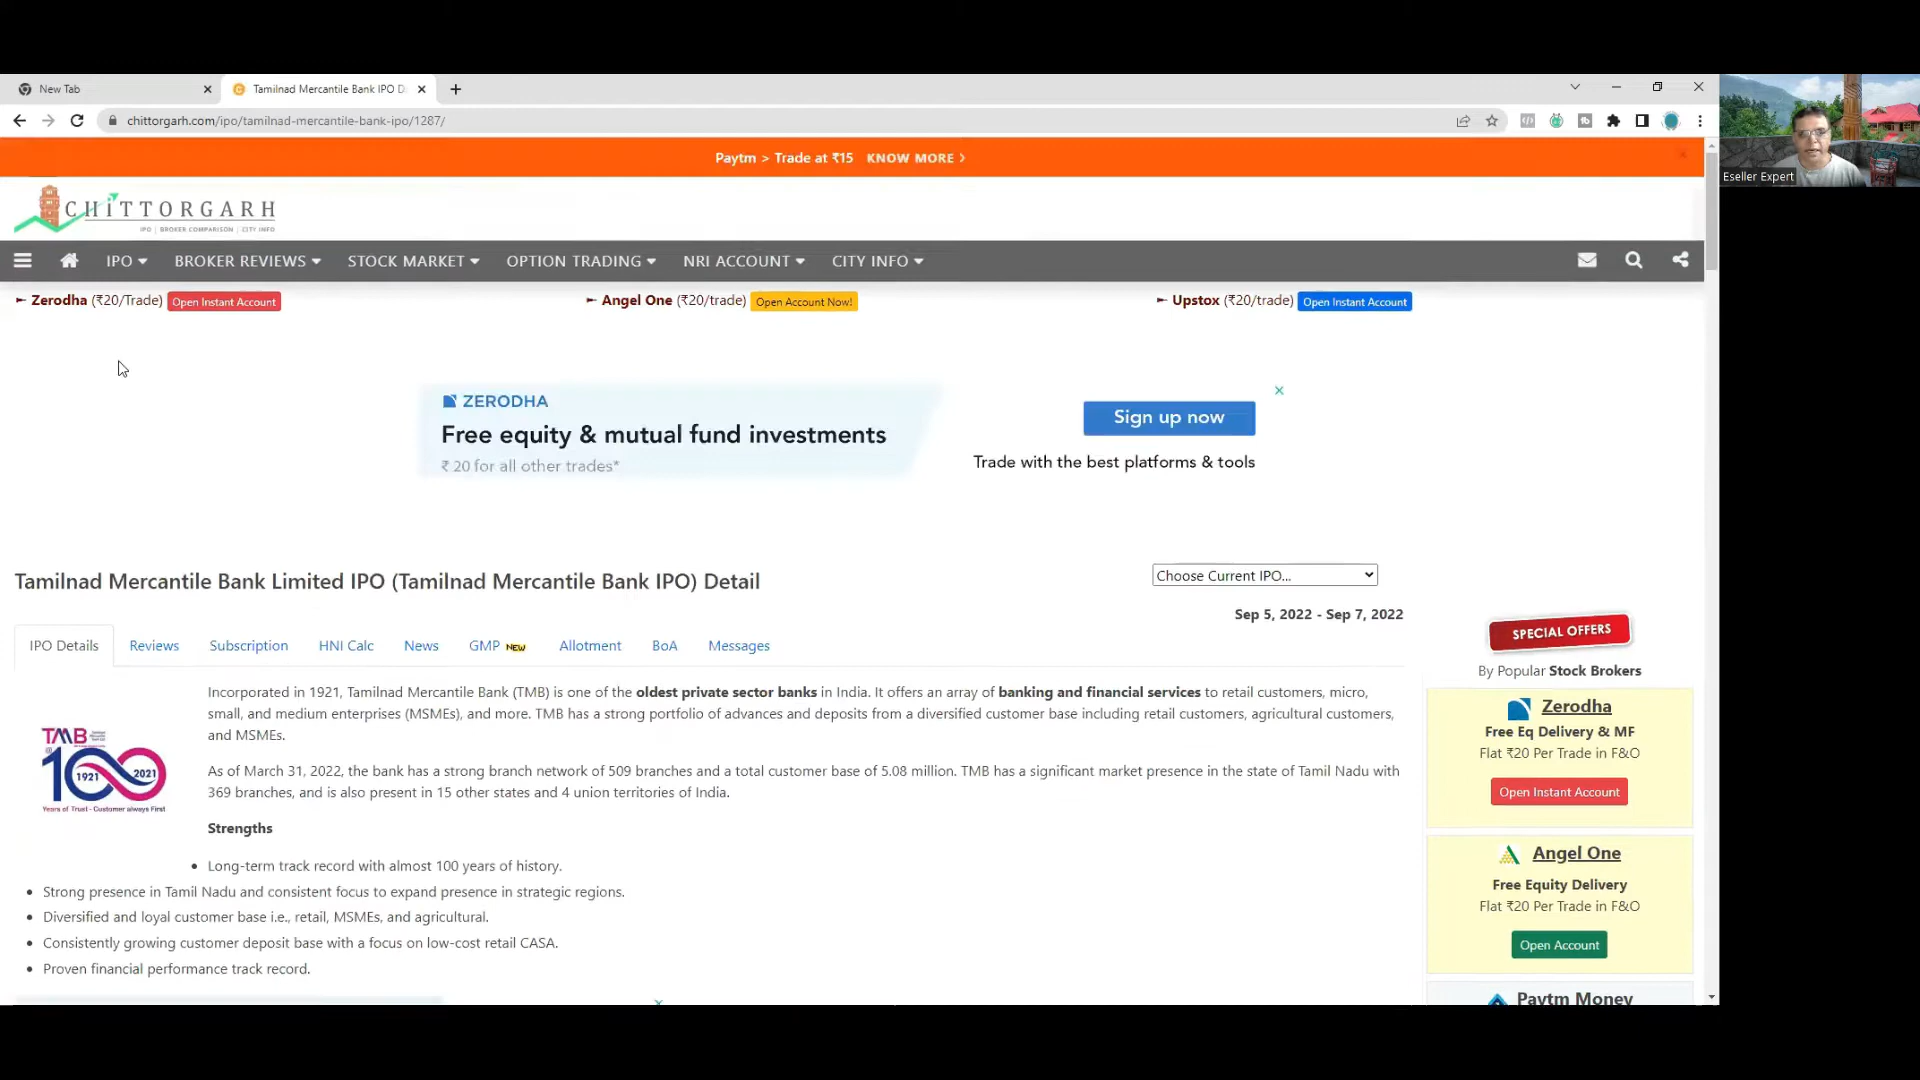 New Tab
Tamilnad Mercantile Bank IPO D
chittorgarh.com/ipo/tamilnad-mercantile-bank-ipo/1287/
Eseller Expert
Paytm > Trade at ₹15 KNOW MORE >
CHITTORGARH
IPO | BROKER COMPARISON | CITY INFO
IPO BROKER REVIEWS STOCK MARKET OPTION TRADING NRI ACCOUNT CITY INFO
Zerodha (₹20/Trade) Open Instant Account
Angel One (₹20/trade) Open Account Now!
Upstox (₹20/trade) Open Instant Account
ZERODHA
Free equity & mutual fund investments
₹ 20 for all other trades*
Sign up now
Trade with the best platforms & tools
Tamilnad Mercantile Bank Limited IPO (Tamilnad Mercantile Bank IPO) Detail
Choose Current IPO...
Sep 5, 2022 - Sep 7, 2022
IPO Details Reviews Subscription HNI Calc News GMP NEW Allotment BoA Messages
Incorporated in 1921, Tamilnad Mercantile Bank (TMB) is one of the oldest private sector banks in India. It offers an array of banking and financial services to retail customers, micro,
small, and medium enterprises (MSMEs), and more. TMB has a strong portfolio of advances and deposits from a diversified customer base including retail customers, agricultural customers,
and MSMEs.
TMB
100
1921 2021
Years of Trust - Customer always First
As of March 31, 2022, the bank has a strong branch network of 509 branches and a total customer base of 5.08 million. TMB has a significant market presence in the state of Tamil Nadu with
369 branches, and is also present in 15 other states and 4 union territories of India.
Strengths
• Long-term track record with almost 100 years of history.
• Strong presence in Tamil Nadu and consistent focus to expand presence in strategic regions.
• Diversified and loyal customer base i.e., retail, MSMEs, and agricultural.
• Consistently growing customer deposit base with a focus on low-cost retail CASA.
• Proven financial performance track record.
SPECIAL OFFERS
By Popular Stock Brokers
Zerodha
Free Eq Delivery & MF
Flat ₹20 Per Trade in F&O
Open Instant Account
Angel One
Free Equity Delivery
Flat ₹20 Per Trade in F&O
Open Account
Paytm Money